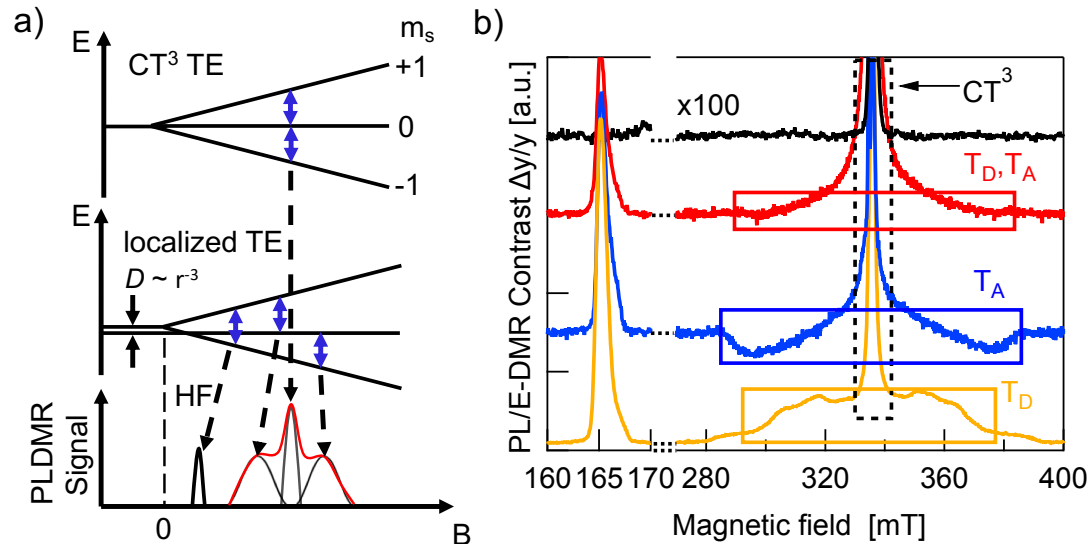 a)
E
CT³ TE
mₛ
+1
0
-1
E
localized TE
D ~ r⁻³
HF
PLDMR
Signal
0
B
b)
PL/E-DMR Contrast Δy/y [a.u.]
x100
CT³
T_D,T_A
T_A
T_D
160 165 170 280 320 360 400
Magnetic field [mT]